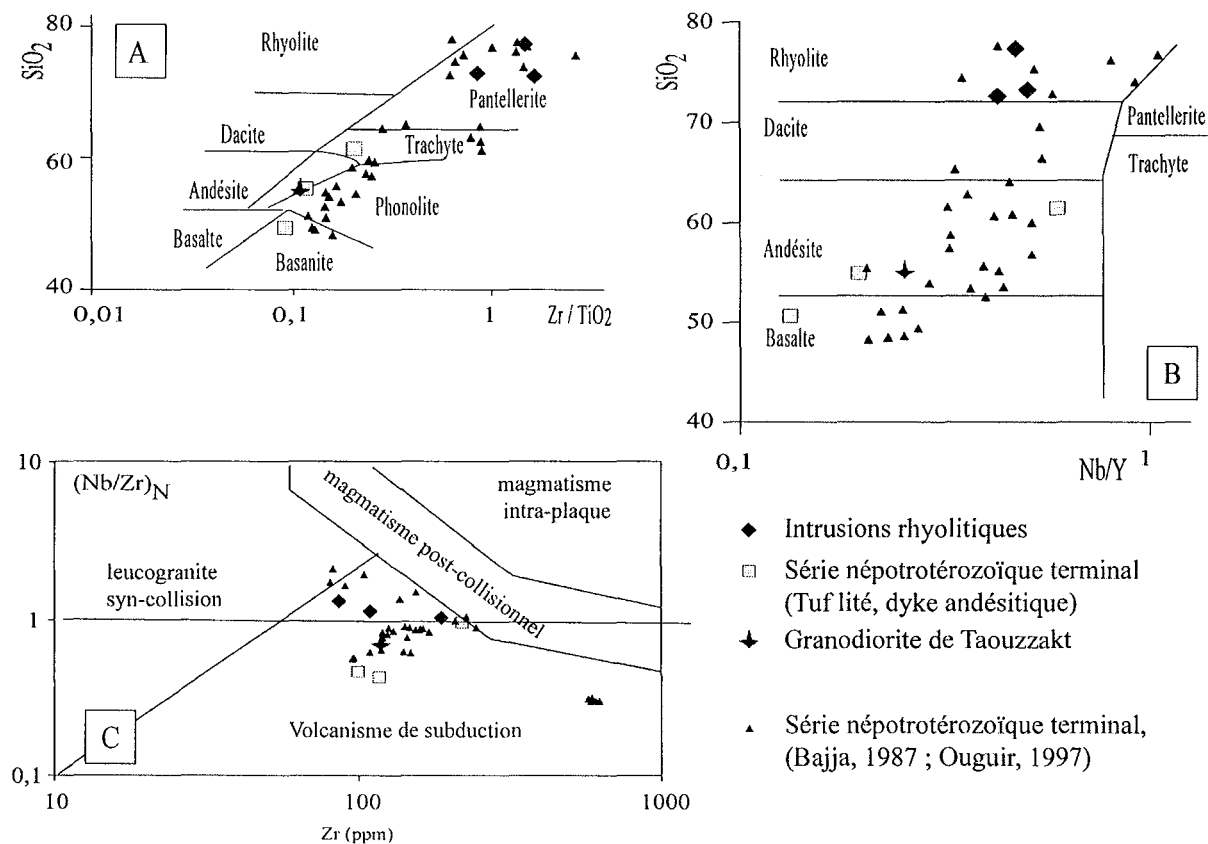 A
SiO2
80
60
40
Rhyolite
Pantellerite
Dacite
Trachyte
Andésite
Phonolite
Basalte
Basanite
0,01
0,1
1
Zr / TiO2
B
SiO2
80
70
60
50
40
Rhyolite
Dacite
Pantellerite
Trachyte
Andésite
Basalte
0,1
Nb/Y
1
C
10
1
0,1
(Nb/Zr)N
magmatisme
intra-plaque
magmatisme post-collisionnel
leucogranite
syn-collision
Volcanisme de subduction
10
100
1000
Zr (ppm)
Intrusions rhyolitiques
Série népotrotérozoïque terminal
(Tuf lité, dyke andésitique)
Granodiorite de Taouzzakt
Série népotrotérozoïque terminal,
(Bajja, 1987 ; Ouguir, 1997)